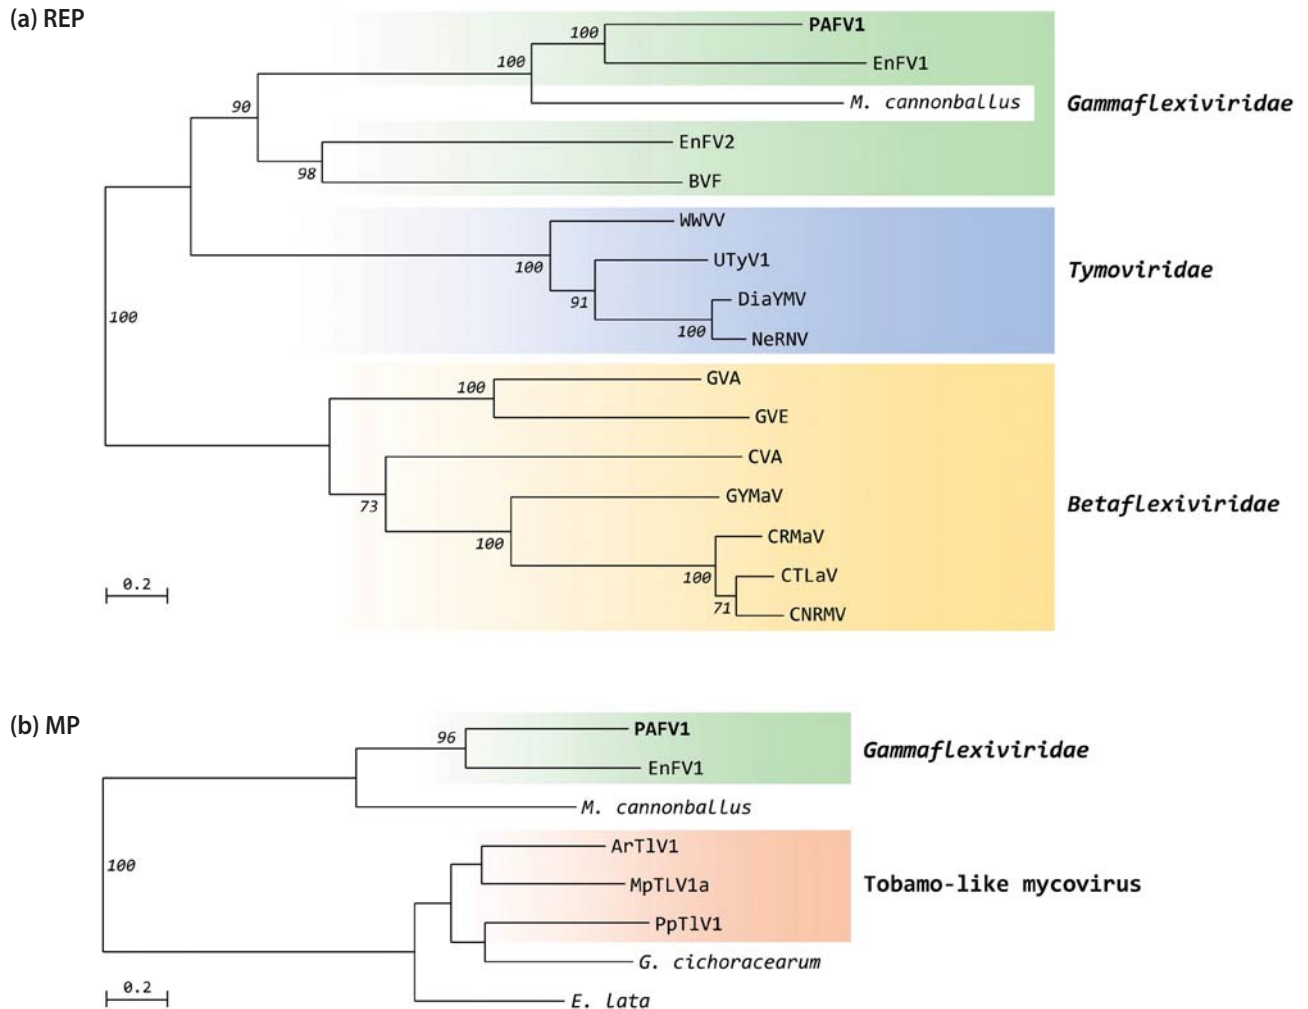 (a) REP
100
PAFV1
100
EnFV1
M. cannonballus
Gammaflexiviridae
90
EnFV2
98
BVF
WWVV
100
UTyV1
Tymoviridae
91
DiaYMV
100
NeRNV
100
GVA
100
GVE
CVA
73
GYMaV
Betaflexiviridae
100
CRMaV
100
CTLaV
71
CNRMV
0.2
(b) MP
96
PAFV1
EnFV1
Gammaflexiviridae
M. cannonballus
100
ArTlV1
MpTLV1a
Tobamo-like mycovirus
PpTlV1
G. cichoracearum
0.2
E. lata